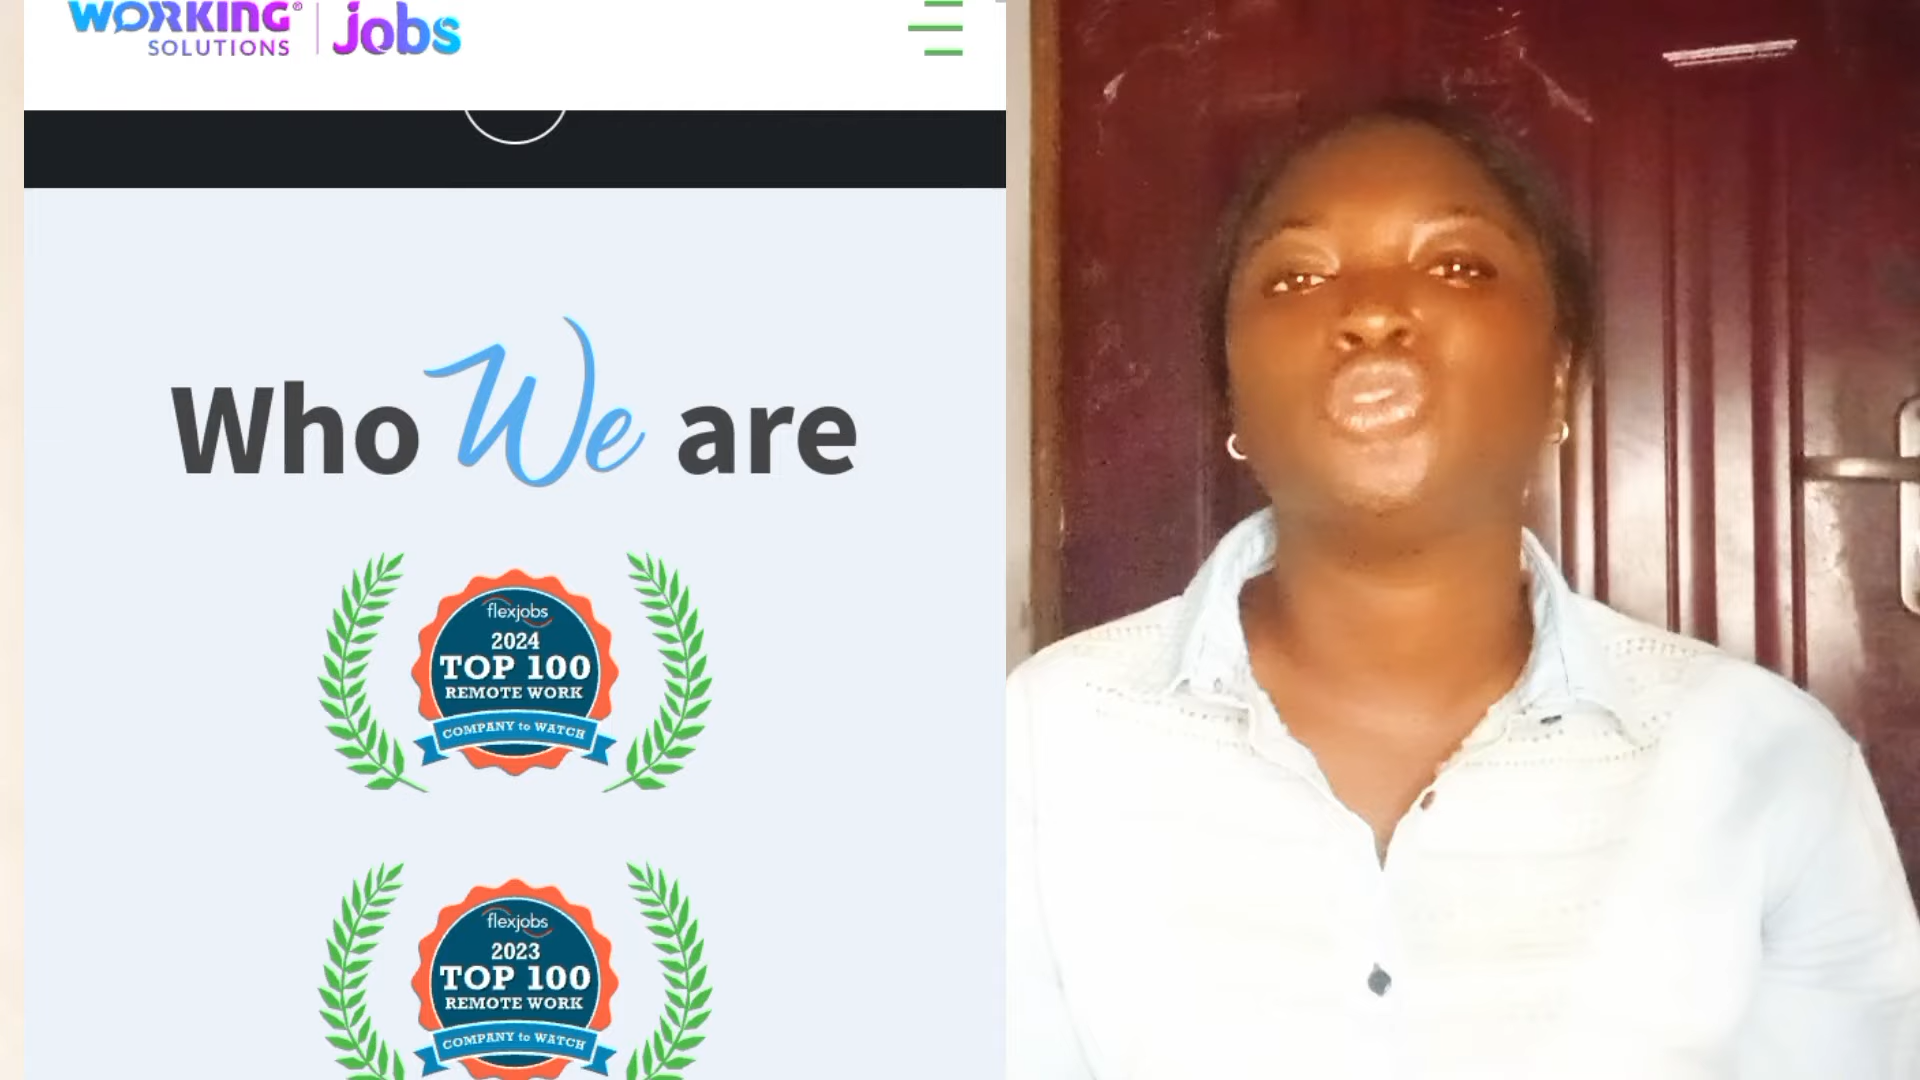 WORKING® jobs
SOLUTIONS
Who We are
flexjobs
2024
TOP 100
REMOTE WORK
COMPANY to WATCH
flexjobs
2023
TOP 100
REMOTE WORK
COMPANY to WATCH